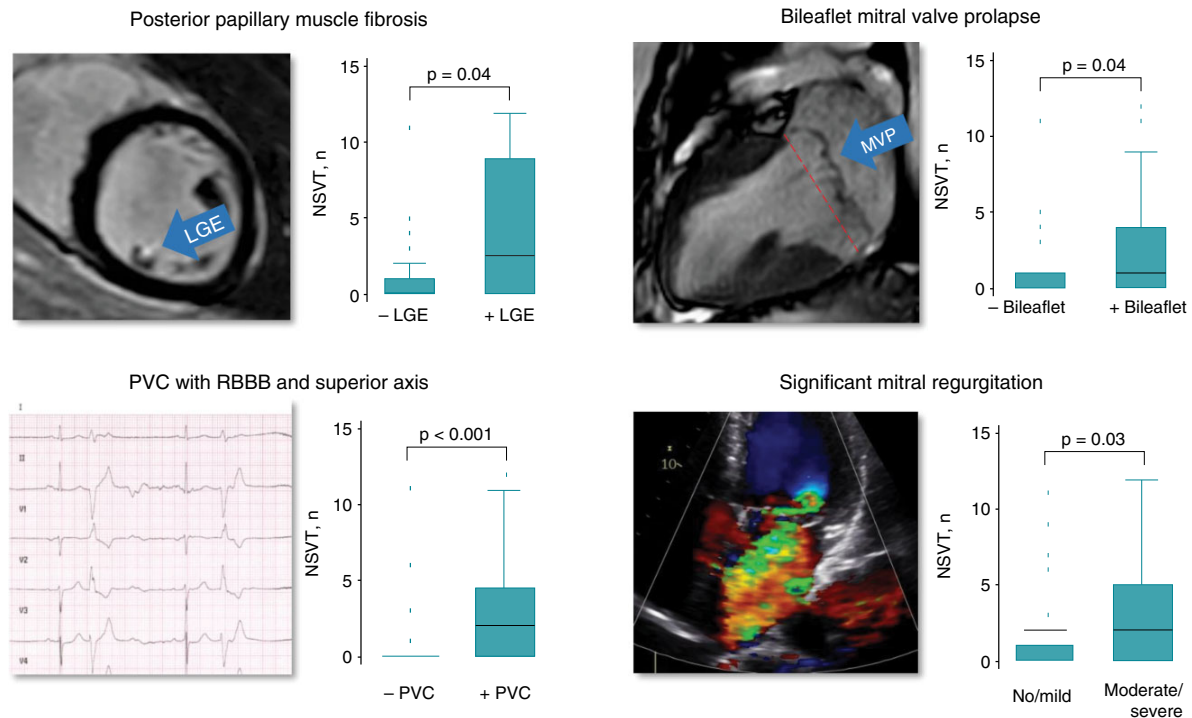 Posterior papillary muscle fibrosis
LGE
15
10
5
0
NSVT, n
p = 0.04
– LGE
+ LGE
Bileaflet mitral valve prolapse
MVP
15
10
5
0
NSVT, n
p = 0.04
– Bileaflet
+ Bileaflet
PVC with RBBB and superior axis
I
II
V1
V2
V3
V4
15
10
5
0
NSVT, n
p < 0.001
– PVC
+ PVC
Significant mitral regurgitation
10
15
10
5
0
NSVT, n
p = 0.03
No/mild
Moderate/
severe